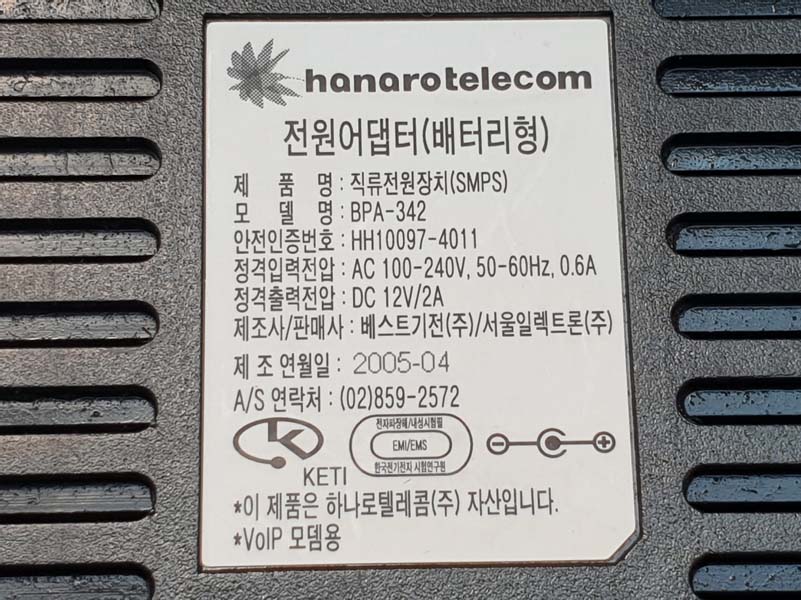 hanarotelecom
전원어댑터(배터리형)
제 품 명 : 직류전원장치(SMPS)
모 델 명 : BPA-342
안전인증번호 : HH10097-4011
정격입력전압 : AC 100-240V, 50-60Hz, 0.6A
정격출력전압 : DC 12V/2A
제조사/판매사 : 베스트기전(주)/서울일렉트론(주)
제 조 연월일 : 2005-04
A/S 연락처 : (02)859-2572
KETI
전자파장해/내성시험필
EMI/EMS
한국전기전자 시험연구원
*이 제품은 하나로텔레콤(주) 자산입니다.
*VoIP 모뎀용